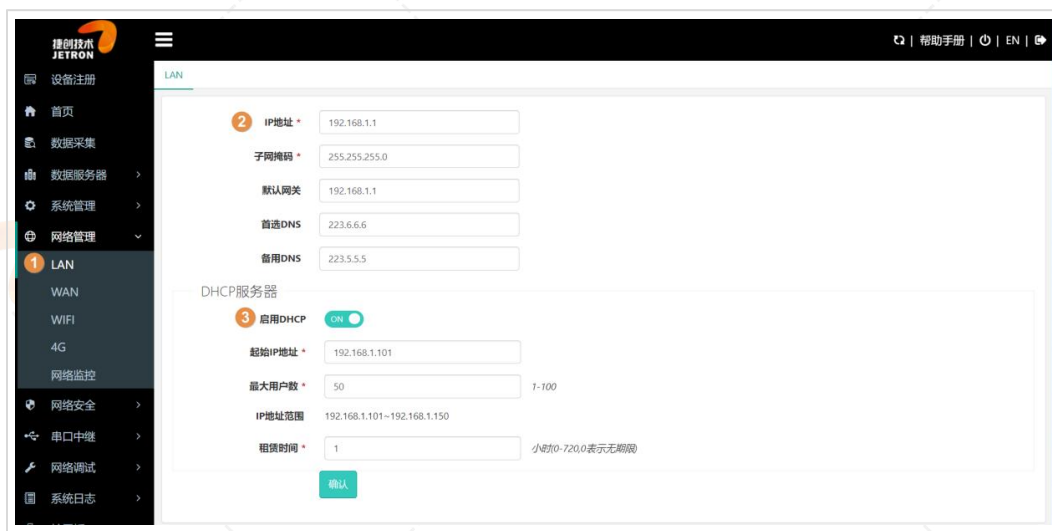 捷创技术
JETRON
| 帮助手册 | | EN |
设备注册
首页
数据采集
数据服务器
系统管理
网络管理
1 LAN
WAN
WIFI
4G
网络监控
网络安全
串口中继
网络调试
系统日志
LAN
2 IP地址 * 192.168.1.1
子网掩码 * 255.255.255.0
默认网关 192.168.1.1
首选DNS 223.6.6.6
备用DNS 223.5.5.5
DHCP服务器
3 启用DHCP ON
起始IP地址 * 192.168.1.101
最大用户数 * 50 1-100
IP地址范围 192.168.1.101~192.168.1.150
租赁时间 * 1 小时(0-720,0表示无期限)
确认